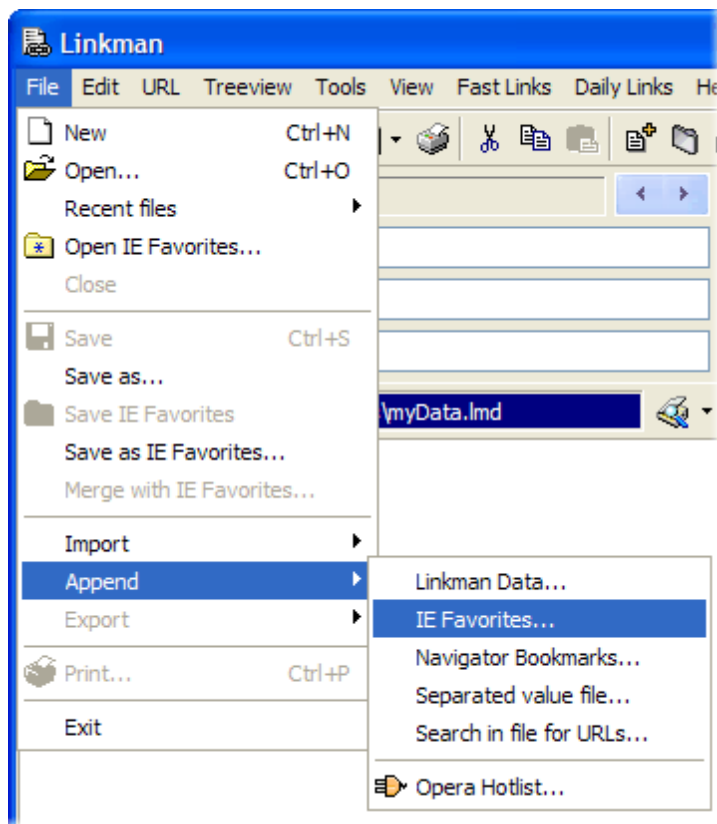 Linkman
File Edit URL Treeview Tools View Fast Links Daily Links He
New Ctrl+N
Open... Ctrl+O
Recent files
Open IE Favorites...
Close
Save Ctrl+S
Save as...
Save IE Favorites
\myData.lmd
Save as IE Favorites...
Merge with IE Favorites...
Import
Append
Export
Print... Ctrl+P
Exit
Linkman Data...
IE Favorites...
Navigator Bookmarks...
Separated value file...
Search in file for URLs...
Opera Hotlist...